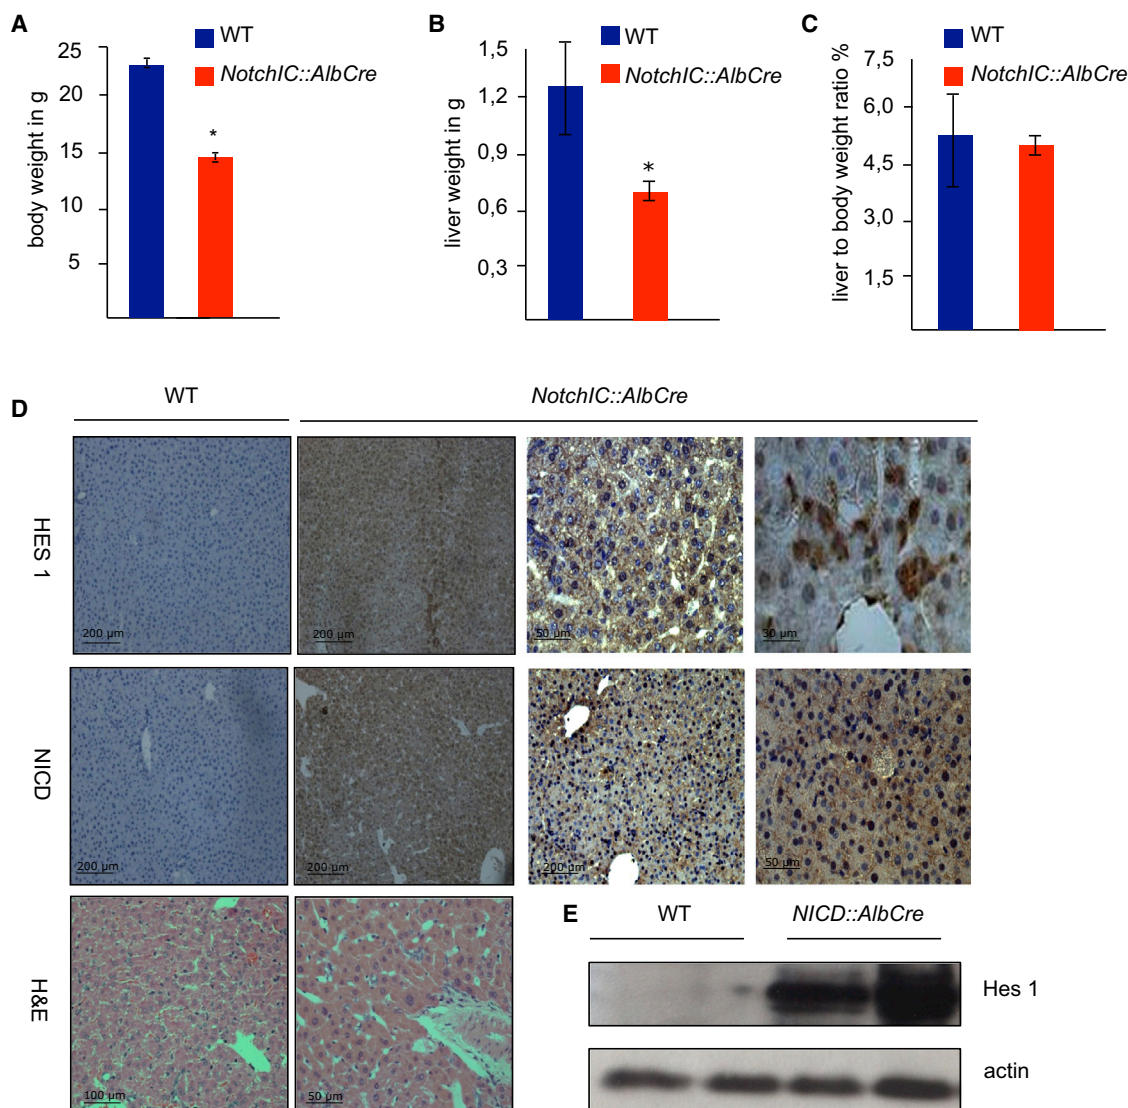 A
WT
NotchIC::AlbCre
body weight in g
25
20
15
10
5
*
B
WT
NotchIC::AlbCre
liver weight in g
1,5
1,2
0,9
0,6
0,3
*
C
WT
NotchIC::AlbCre
liver to body weight ratio %
7,5
6,0
4,5
3,0
1,5
D
WT
NotchIC::AlbCre
HES 1
200 µm
200 µm
50 µm
30 µm
NICD
200 µm
200 µm
200 µm
50 µm
H&E
100 µm
50 µm
E
WT
NICD::AlbCre
Hes 1
actin